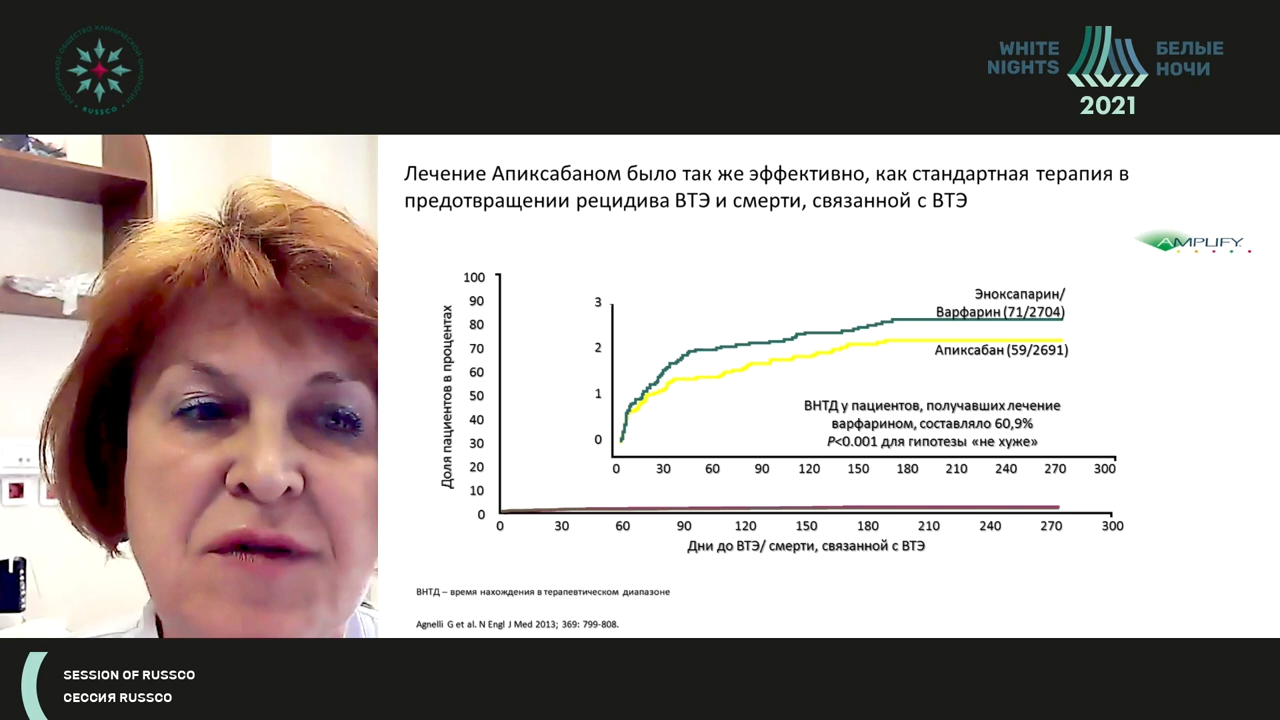 РОССИЙСКОЕ ОБЩЕСТВО КЛИНИЧЕСКОЙ ОНКОЛОГИИ
RUSSCO
WHITE
NIGHTS
БЕЛЫЕ
НОЧИ
2021
Лечение Апиксабаном было так же эффективно, как стандартная терапия в
предотвращении рецидива ВТЭ и смерти, связанной с ВТЭ
AMPLIFY
Доля пациентов в процентах
100
90
80
70
60
50
40
30
20
10
0
3
2
1
0
Эноксапарин/
Варфарин (71/2704)
Апиксабан (59/2691)
ВНТД у пациентов, получавших лечение
варфарином, составляло 60,9%
P<0.001 для гипотезы «не хуже»
0 30 60 90 120 150 180 210 240 270 300
0 30 60 90 120 150 180 210 240 270 300
Дни до ВТЭ/ смерти, связанной с ВТЭ
ВНТД – время нахождения в терапевтическом диапазоне
Agnelli G et al. N Engl J Med 2013; 369: 799-808.
SESSION OF RUSSCO
СЕССИЯ RUSSCO